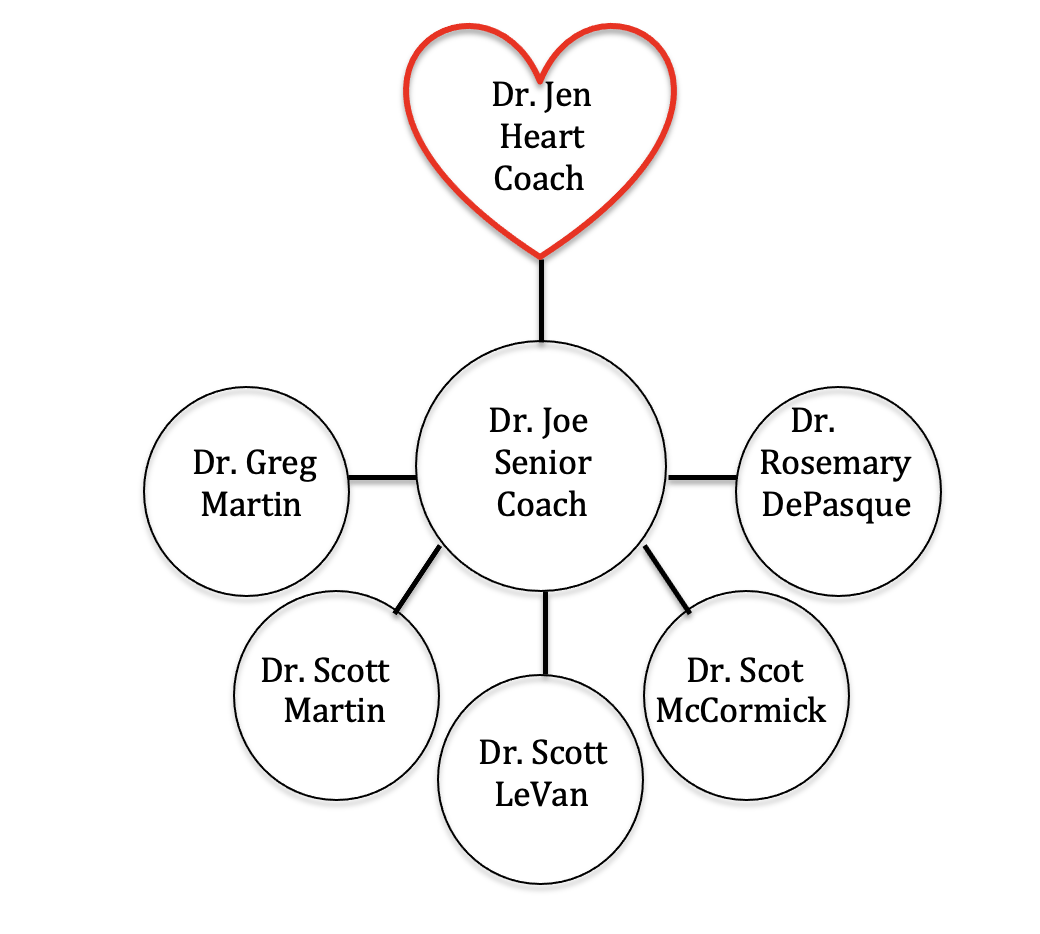 Dr. Jen
Heart
Coach
Dr. Joe
Senior
Coach
Dr. Greg
Martin
Dr.
Rosemary
DePasque
Dr. Scott
Martin
Dr. Scot
McCormick
Dr. Scott
LeVan